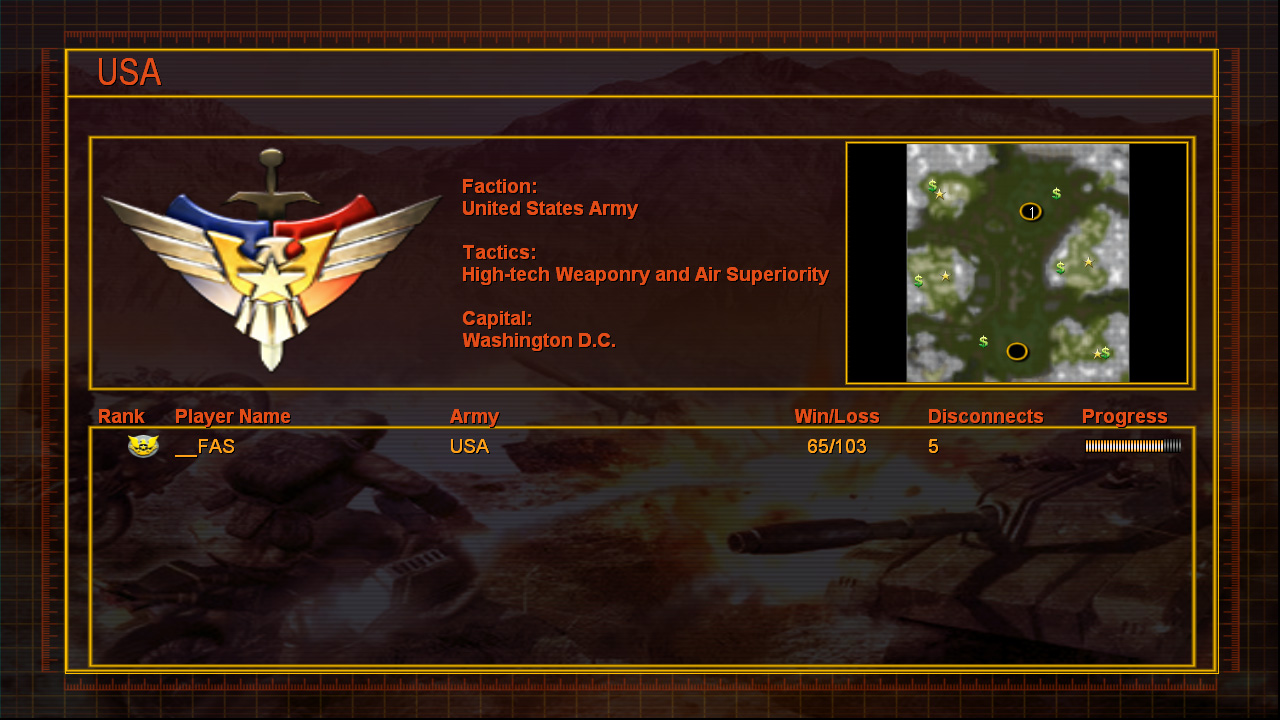 USA
Faction:
United States Army
Tactics:
High-tech Weaponry and Air Superiority
Capital:
Washington D.C.
1
$
$
$
$
$
$
Rank Player Name Army Win/Loss Disconnects Progress
__FAS USA 65/103 5